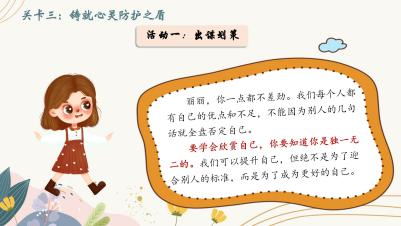 关卡三：铸就心灵防护之盾
活动一：出谋划策
丽丽，你一点都不差劲。我们每个人都
有自己的优点和不足，不能因为别人的几句
话就全盘否定自己。
要学会欣赏自己，你要知道你是独一无
二的。我们可以提升自己，但绝不是为了迎
合别人的标准，而是为了成为更好的自己。